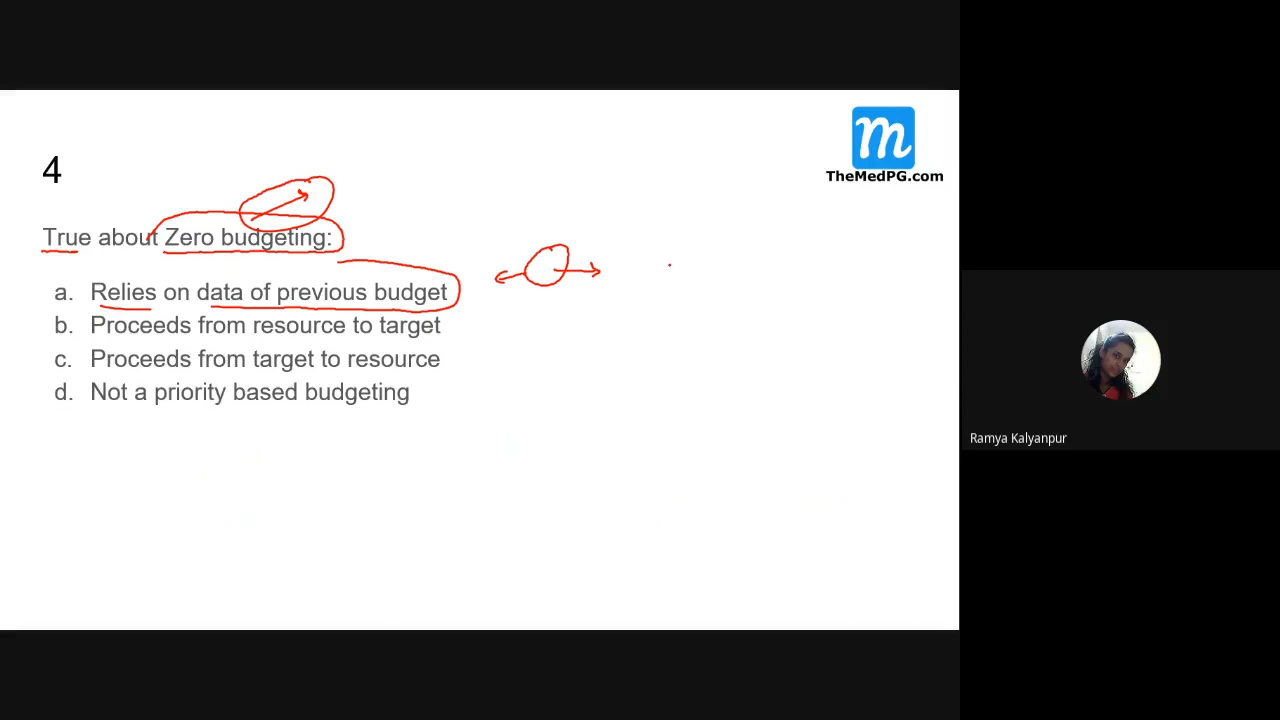 m
TheMedPG.com
4
True about Zero budgeting:
a. Relies on data of previous budget
b. Proceeds from resource to target
c. Proceeds from target to resource
d. Not a priority based budgeting
Ramya Kalyanpur